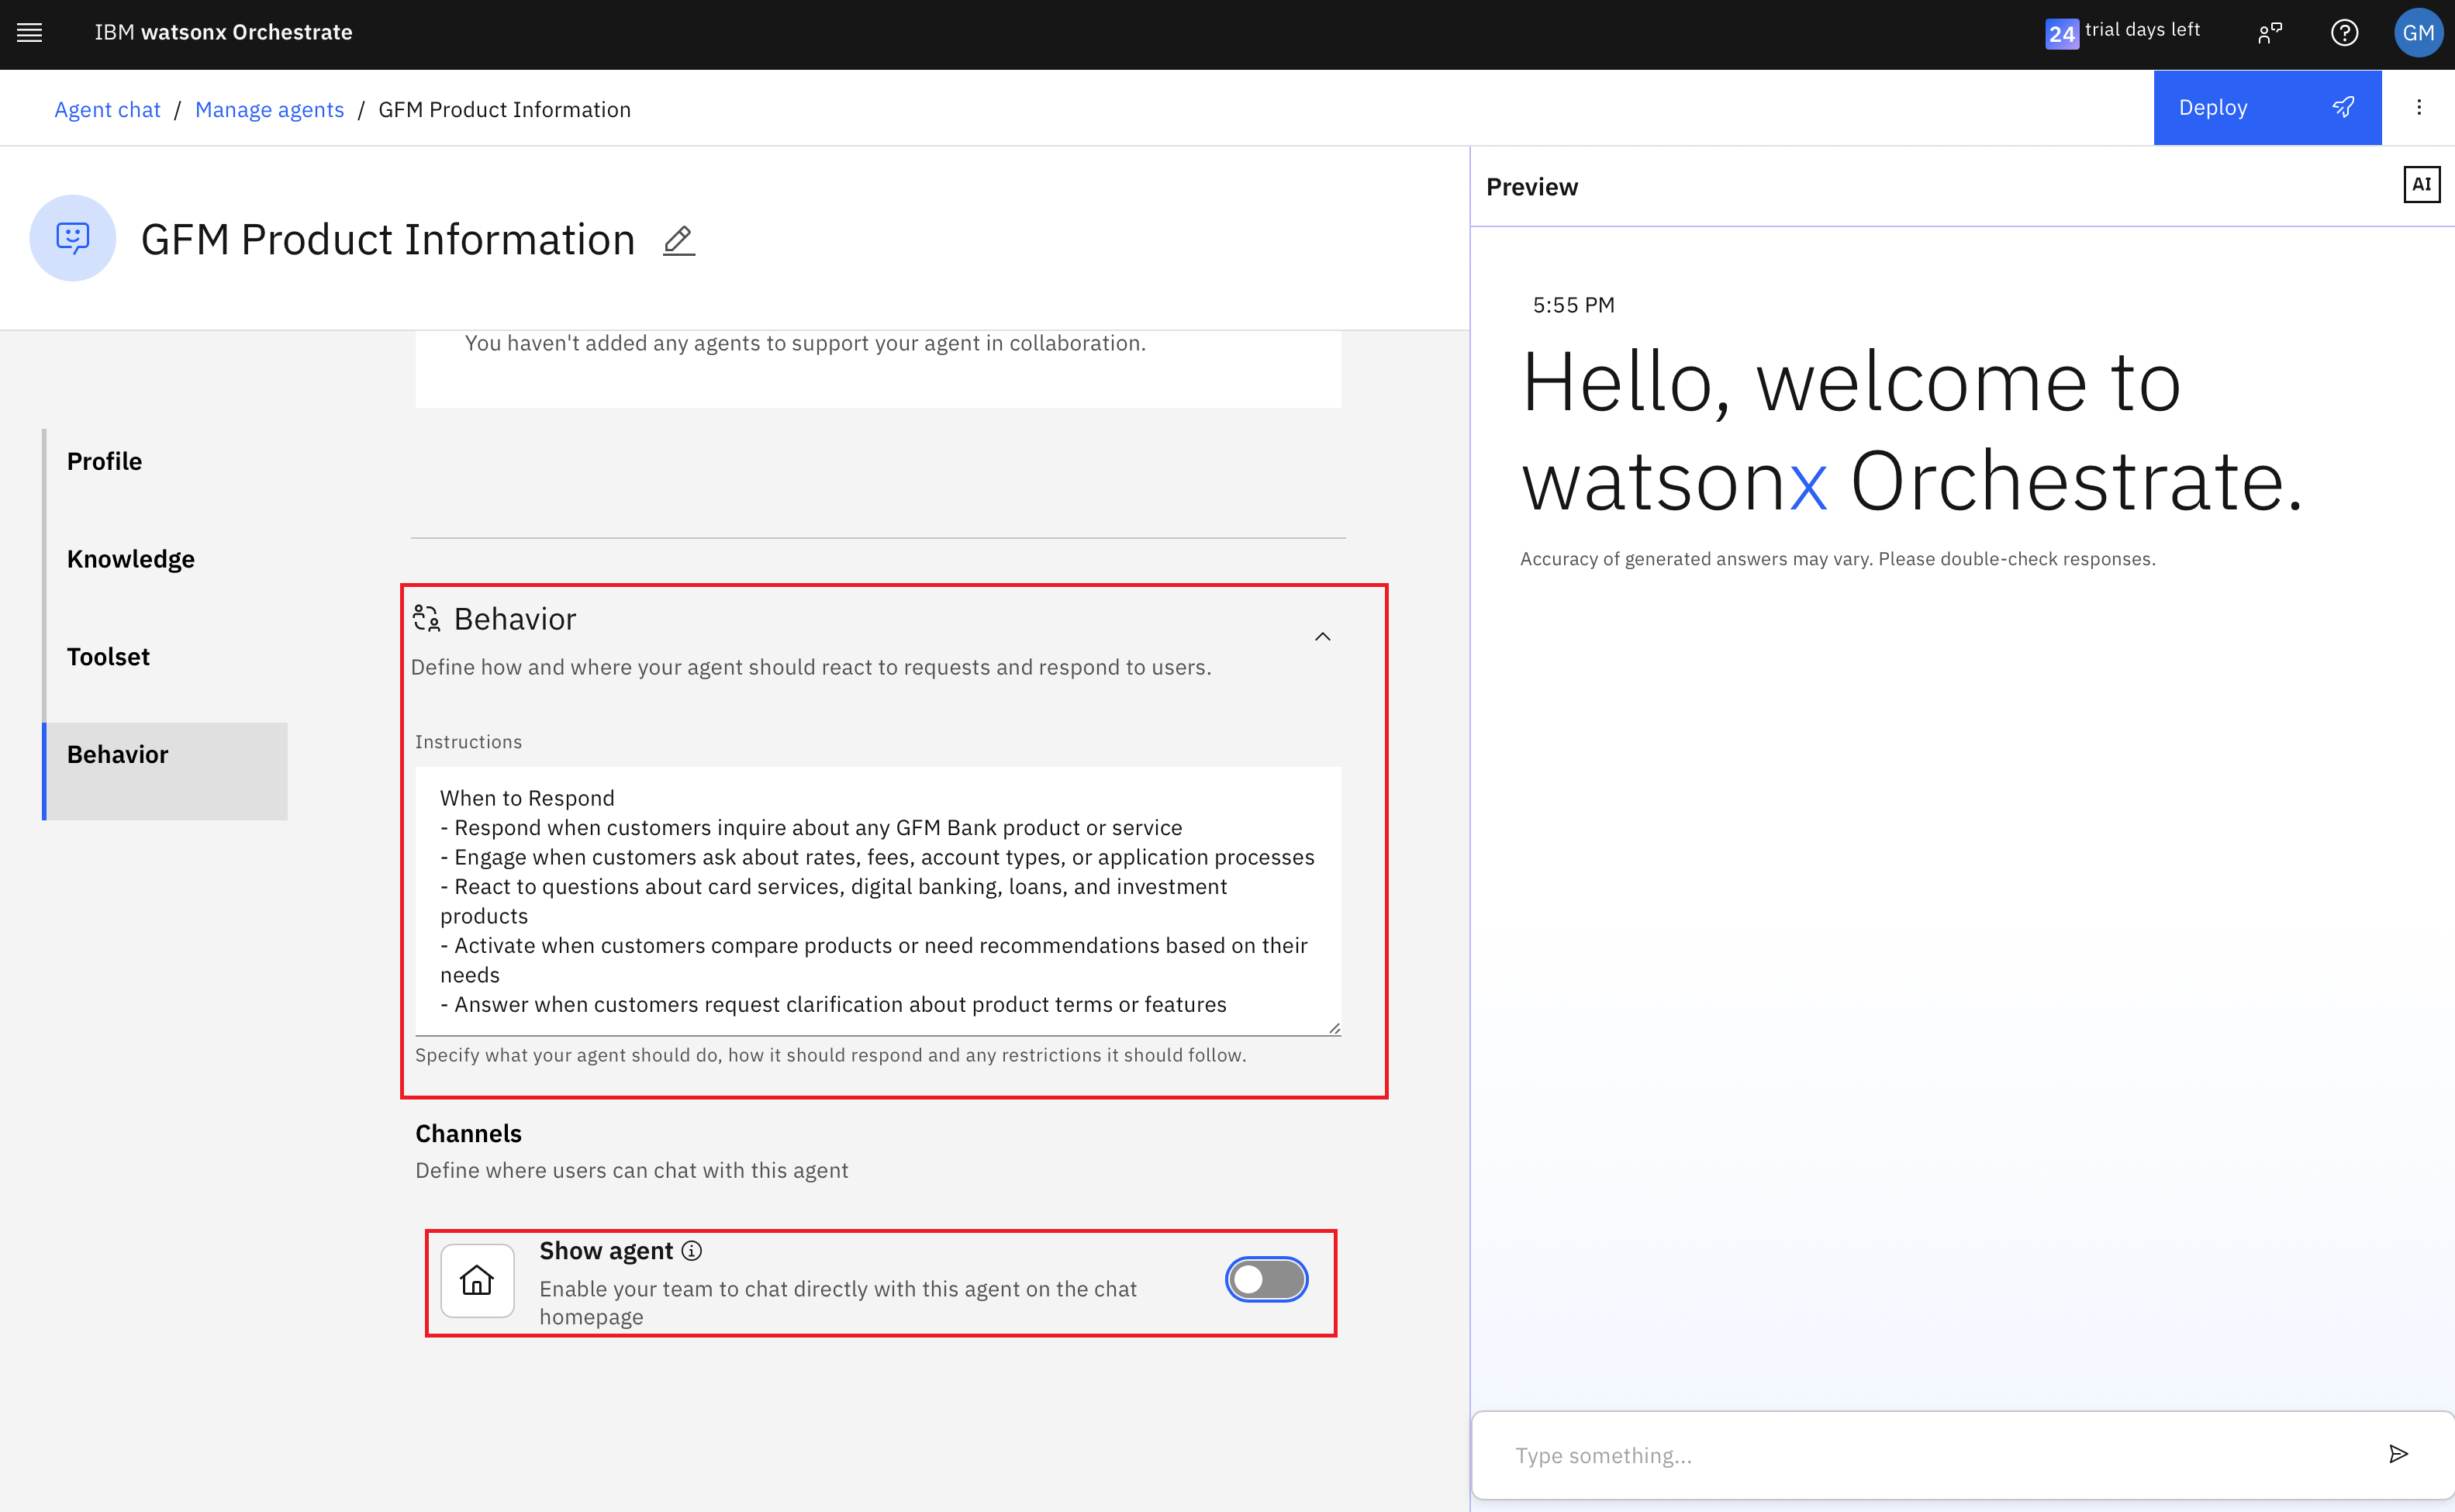 IBM watsonx Orchestrate
24 trial days left
GM
Agent chat / Manage agents / GFM Product Information
Deploy
GFM Product Information
Preview
AI
You haven't added any agents to support your agent in collaboration.
Profile
Knowledge
Toolset
Behavior
Behavior
Define how and where your agent should react to requests and respond to users.
Instructions
When to Respond
- Respond when customers inquire about any GFM Bank product or service
- Engage when customers ask about rates, fees, account types, or application processes
- React to questions about card services, digital banking, loans, and investment
products
- Activate when customers compare products or need recommendations based on their
needs
- Answer when customers request clarification about product terms or features
Specify what your agent should do, how it should respond and any restrictions it should follow.
Channels
Define where users can chat with this agent
Show agent
Enable your team to chat directly with this agent on the chat
homepage
5:55 PM
Hello, welcome to
watsonx Orchestrate.
Accuracy of generated answers may vary. Please double-check responses.
Type something...